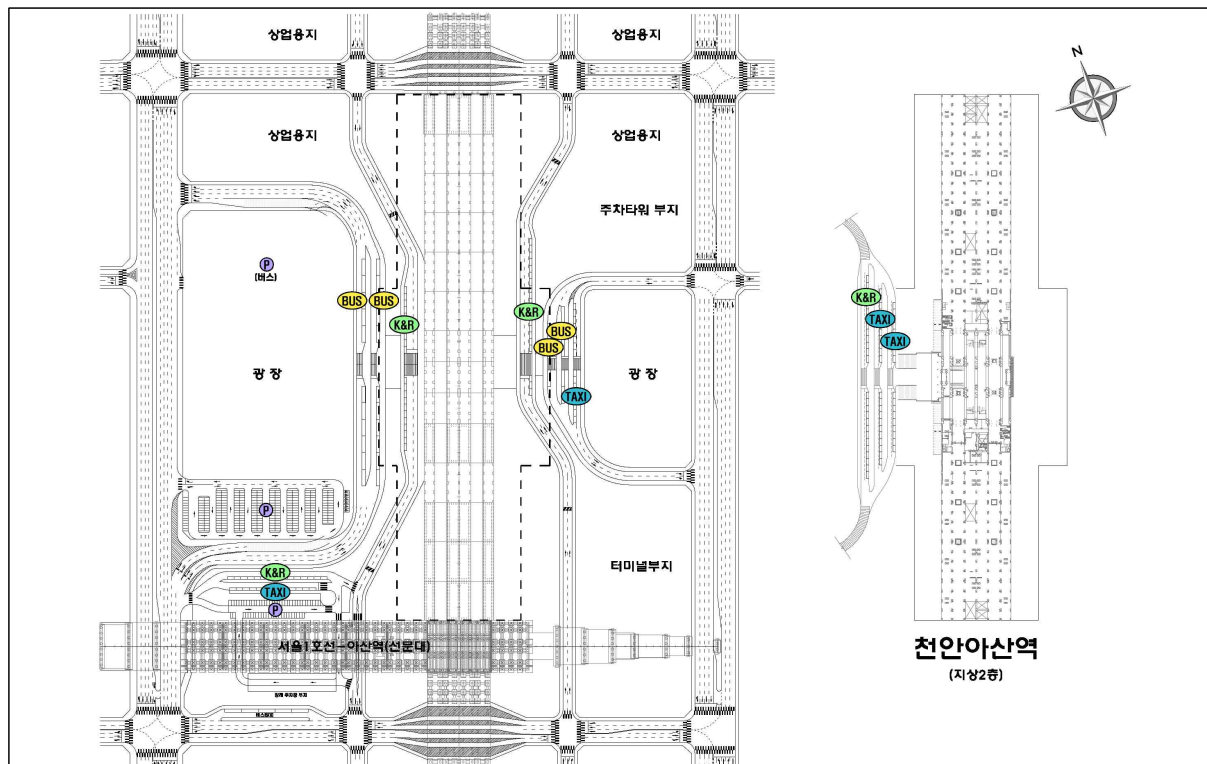 상업용지
상업용지
N
상업용지
상업용지
주차타워 부지
P
(버스)
BUS
BUS
K&R
K&R
BUS
BUS
K&R
TAXI
TAXI
광 장
광 장
TAXI
P
K&R
TAXI
P
터미널부지
서울1호선-아산역(선문대)
천안아산역
(지상2층)